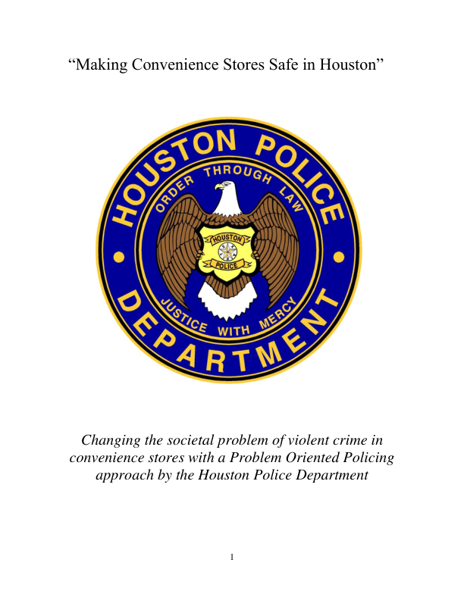 “Making Convenience Stores Safe in Houston”
HOUSTON POLICE
ORDER THROUGH LAW
HOUSTON
POLICE
JUSTICE WITH MERCY
DEPARTMENT
Changing the societal problem of violent crime in
convenience stores with a Problem Oriented Policing
approach by the Houston Police Department
1